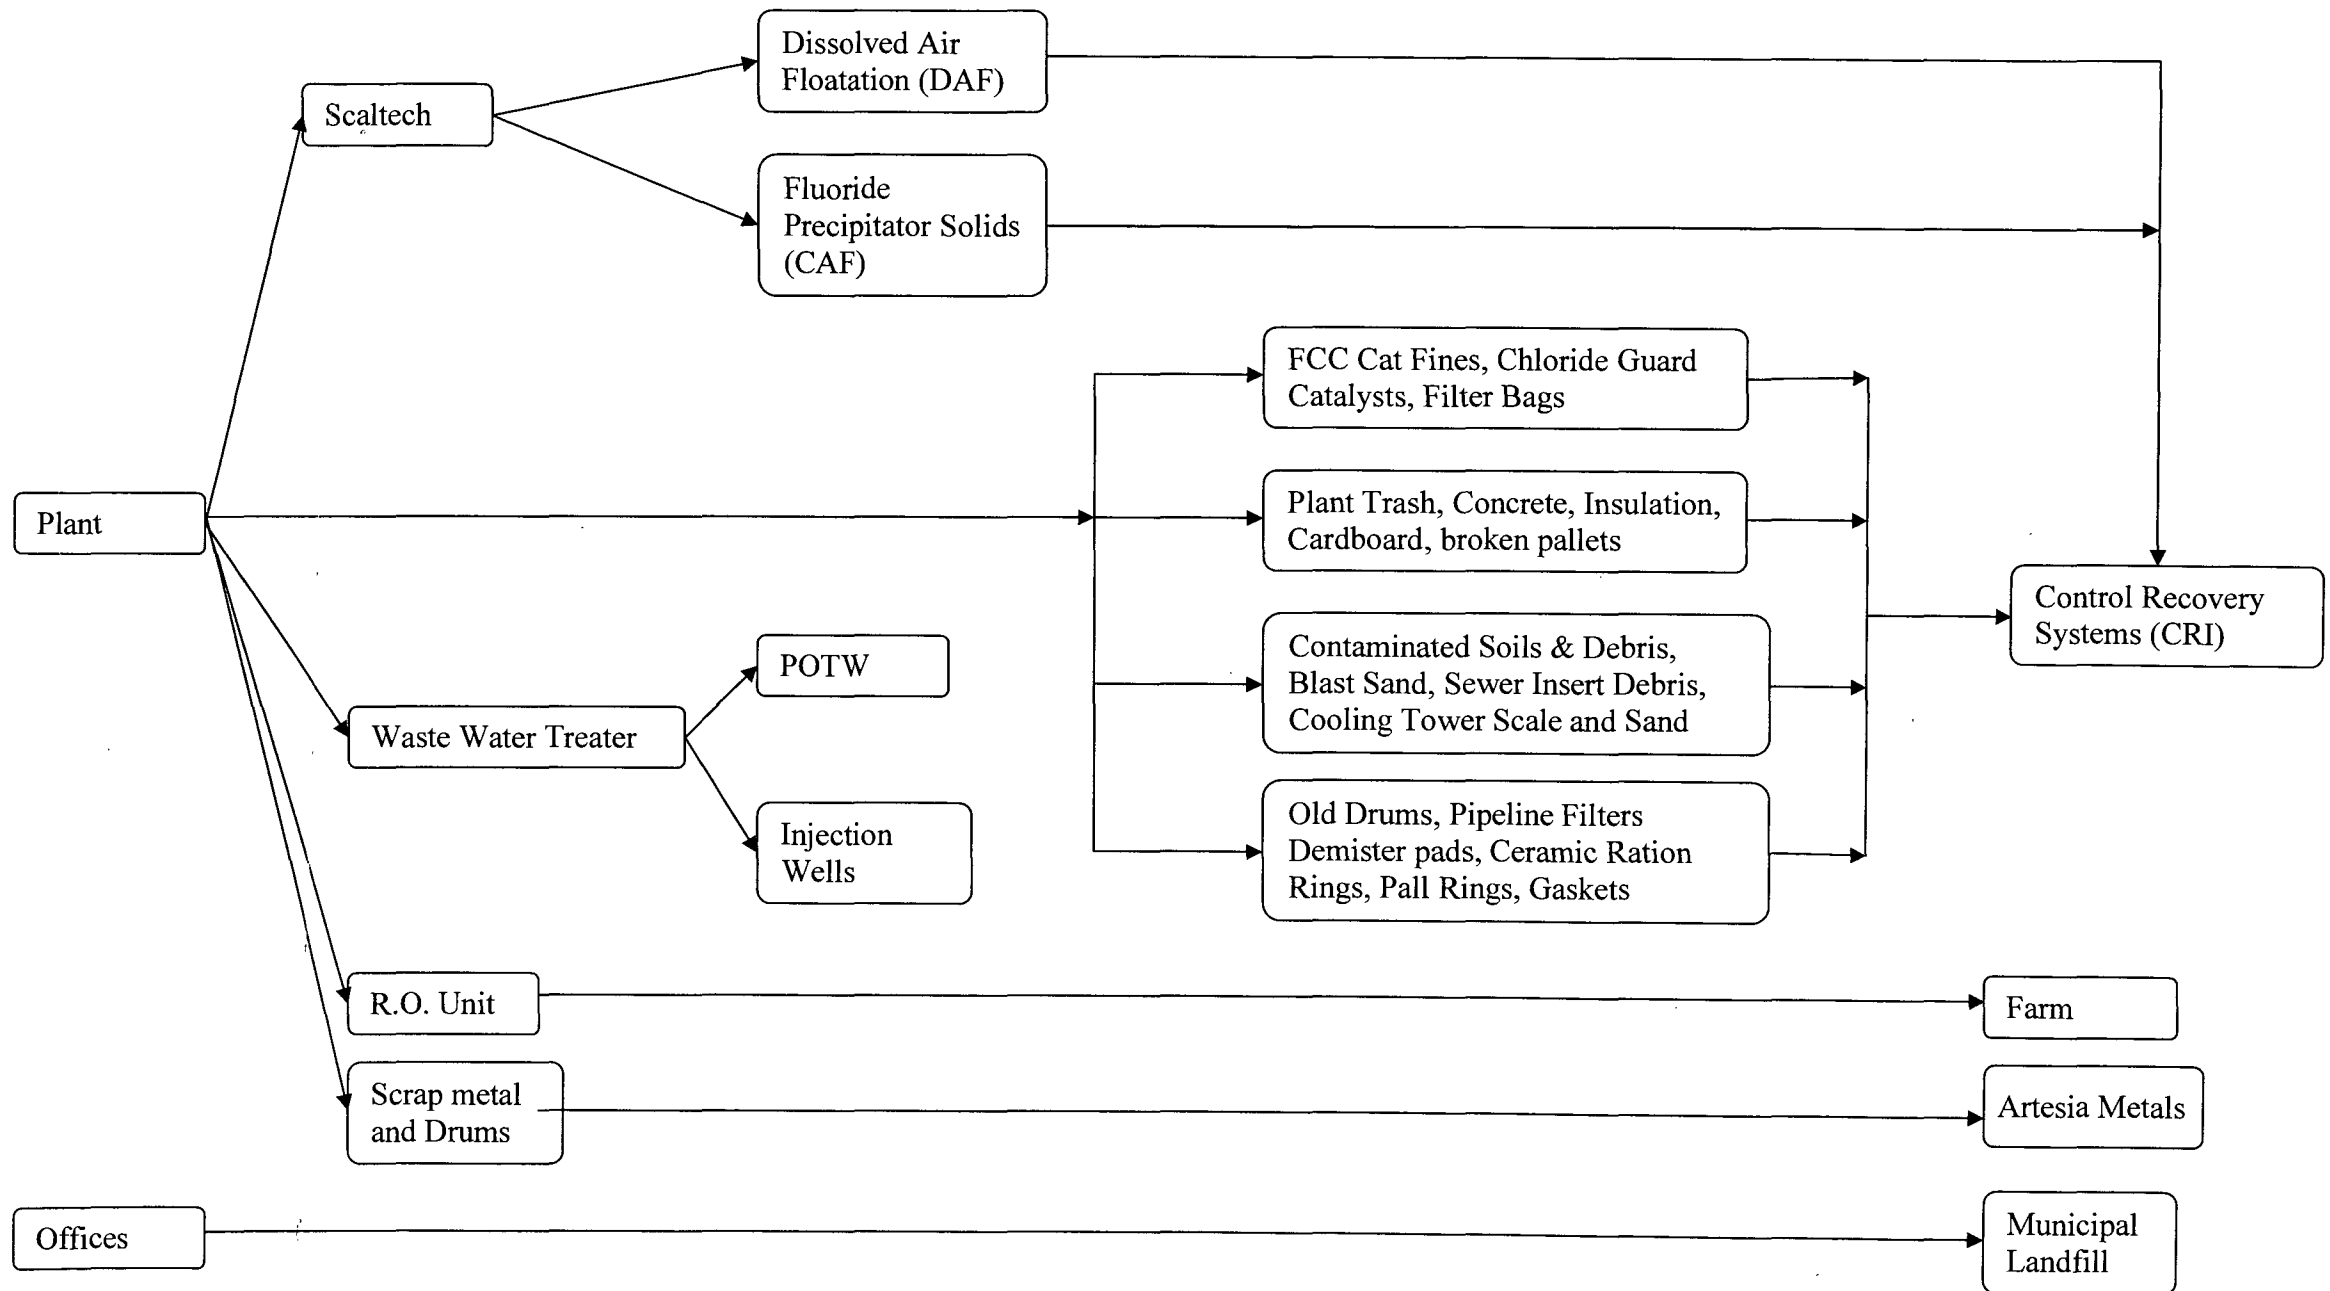 Dissolved Air
Floatation (DAF)
Scaltech
Fluoride
Precipitator Solids
(CAF)
FCC Cat Fines, Chloride Guard
Catalysts, Filter Bags
Plant
Plant Trash, Concrete, Insulation,
Cardboard, broken pallets
Control Recovery
Systems (CRI)
Contaminated Soils & Debris,
Blast Sand, Sewer Insert Debris,
Cooling Tower Scale and Sand
POTW
Waste Water Treater
Injection
Wells
Old Drums, Pipeline Filters
Demister pads, Ceramic Ration
Rings, Pall Rings, Gaskets
R.O. Unit
Farm
Scrap metal
and Drums
Artesia Metals
Offices
Municipal
Landfill